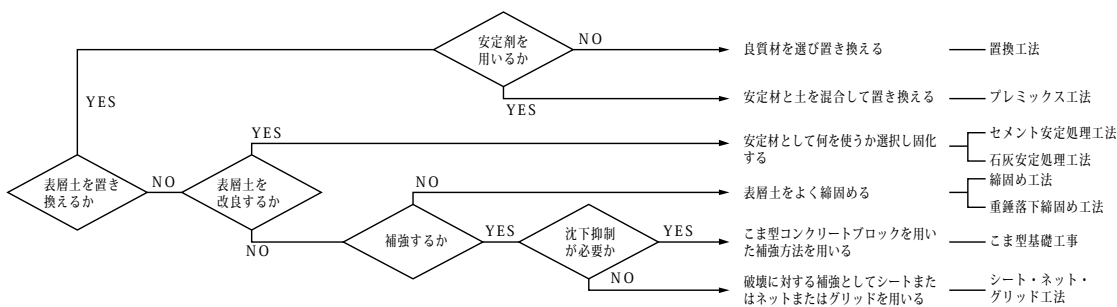 安定剤を
用いるか
NO
良質材を選び置き換える
置換工法
YES
YES
安定材と土を混合して置き換える
プレミックス工法
表層土を置き
換えるか
NO
表層土を
改良するか
YES
安定材として何を使うか選択し固化
する
セメント安定処理工法
石灰安定処理工法
NO
補強するか
NO
表層土をよく締固める
締固め工法
重錘落下締固め工法
YES
沈下抑制
が必要か
YES
こま型コンクリートブロックを用い
た補強方法を用いる
こま型基礎工事
NO
破壊に対する補強としてシートまた
はネットまたはグリッドを用いる
シート・ネット・
グリッド工法